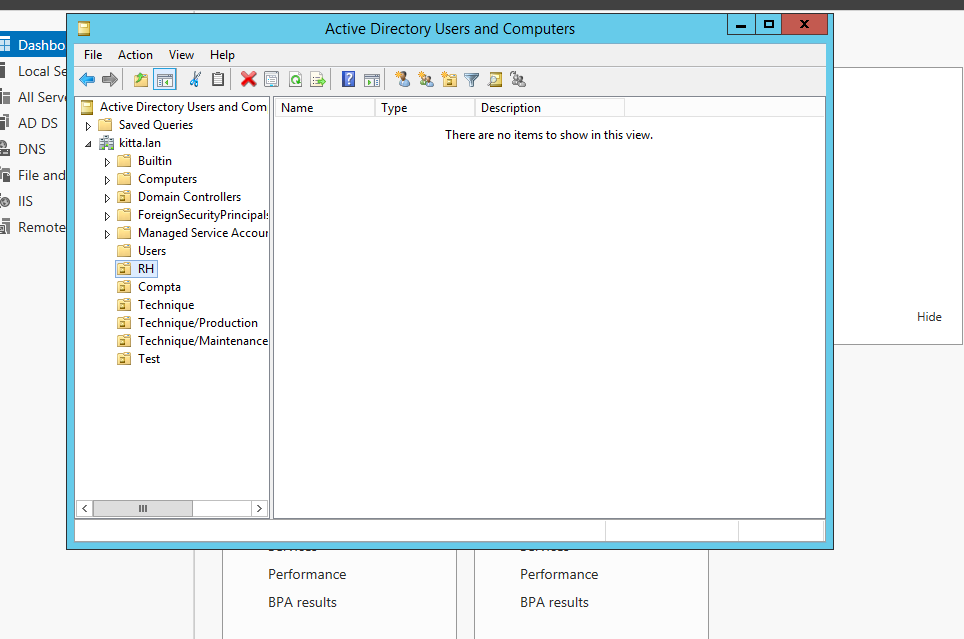 Active Directory Users and Computers
File Action View Help
Dashbo
Local Se
All Serve
AD DS
DNS
File and
IIS
Remote
Active Directory Users and Com
Saved Queries
kitta.lan
Builtin
Computers
Domain Controllers
ForeignSecurityPrincipals
Managed Service Accour
Users
RH
Compta
Technique
Technique/Production
Technique/Maintenance
Test
Name Type Description
There are no items to show in this view.
Hide
Performance Performance
BPA results BPA results